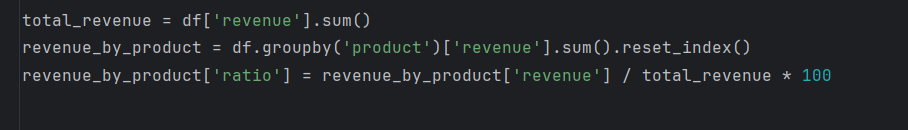 total_revenue = df['revenue'].sum()
revenue_by_product = df.groupby('product')['revenue'].sum().reset_index()
revenue_by_product['ratio'] = revenue_by_product['revenue'] / total_revenue * 100